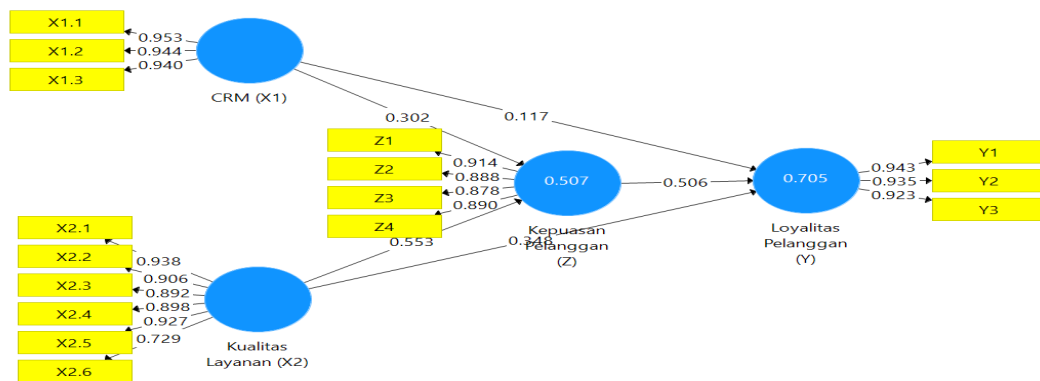 X1.1
X1.2
X1.3
0.953
0.944
0.940
CRM (X1)
0.302
0.117
Z1
Z2
Z3
Z4
0.914
0.888
0.878
0.890
0.507
Kepuasan
Pelanggan
(Z)
0.506
0.705
Loyalitas
Pelanggan
(Y)
0.943
0.935
0.923
Y1
Y2
Y3
0.553
0.348
X2.1
X2.2
X2.3
X2.4
X2.5
X2.6
0.938
0.906
0.892
0.898
0.927
0.729
Kualitas
Layanan (X2)